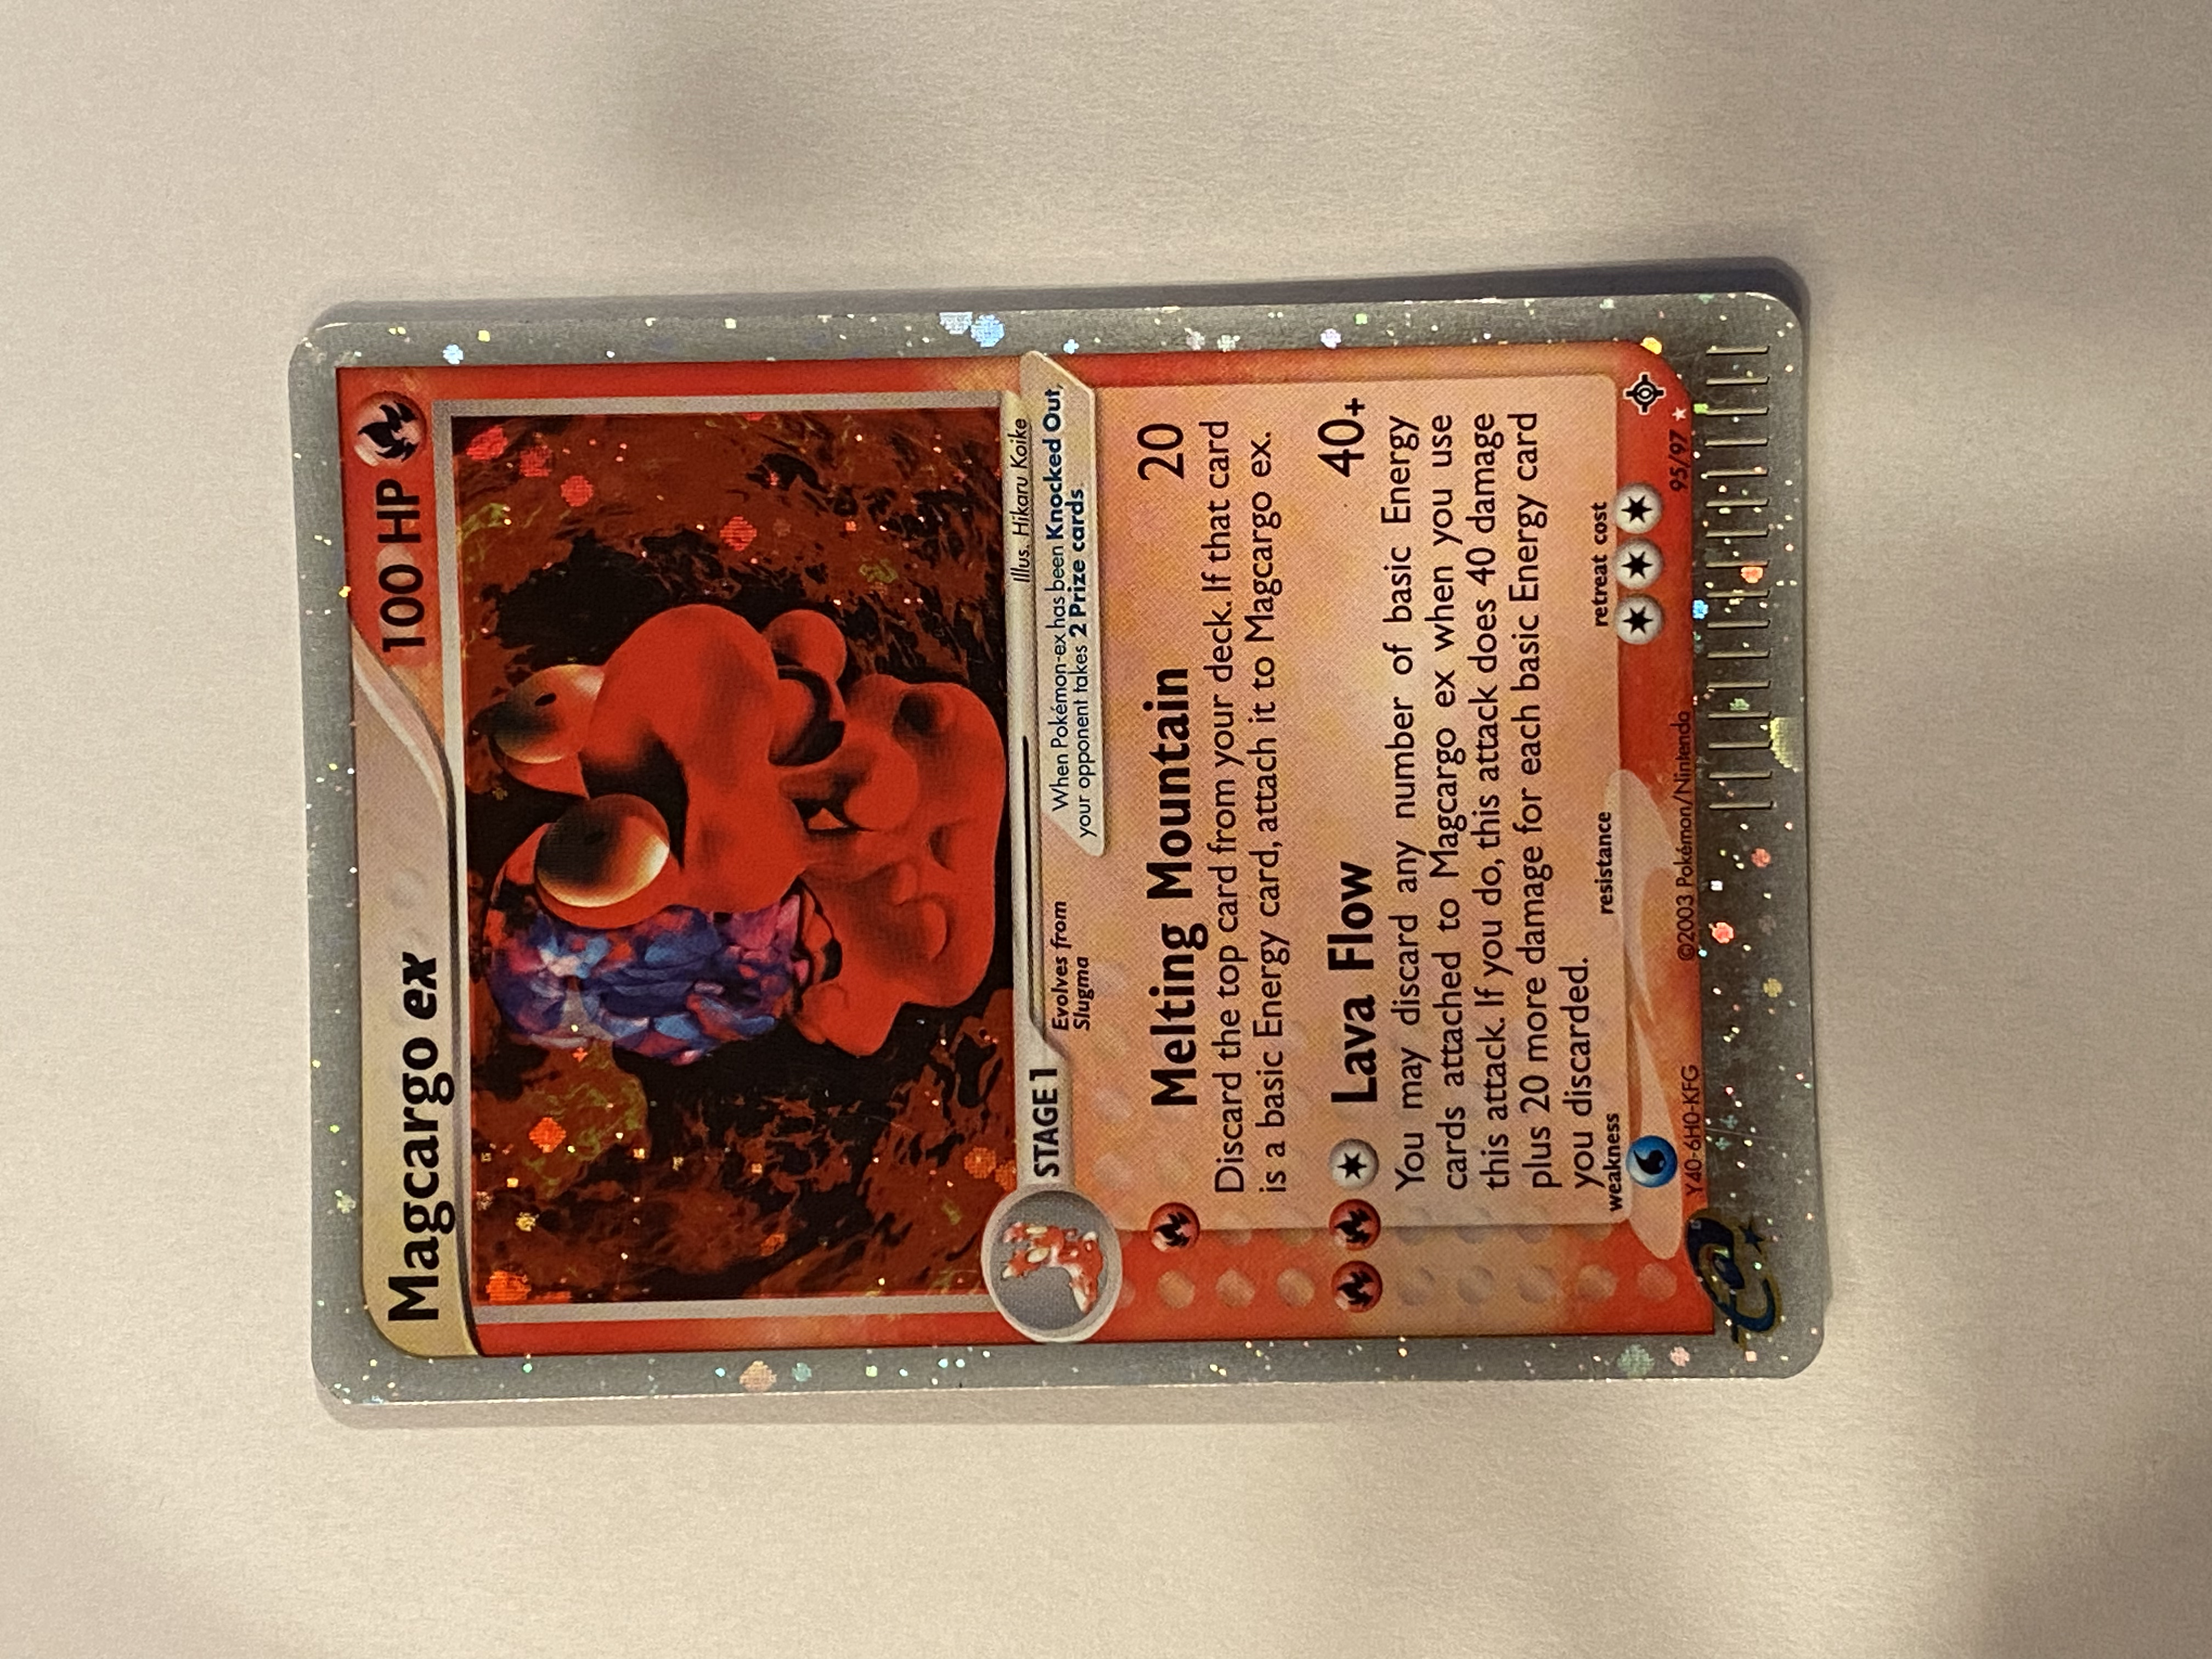 Magcargo ex
100 HP
STAGE 1
Evolves from
Slugma
Illus. Hikaru Koike
When Pokémon-ex has been Knocked Out,
your opponent takes 2 Prize cards.
Melting Mountain 20
Discard the top card from your deck. If that card
is a basic Energy card, attach it to Magcargo ex.
Lava Flow 40+
You may discard any number of basic Energy
cards attached to Magcargo ex when you use
this attack. If you do, this attack does 40 damage
plus 20 more damage for each basic Energy card
you discarded.
weakness resistance retreat cost
Y40-6H0-KFG ©2003 Pokémon/Nintendo 95/97
e